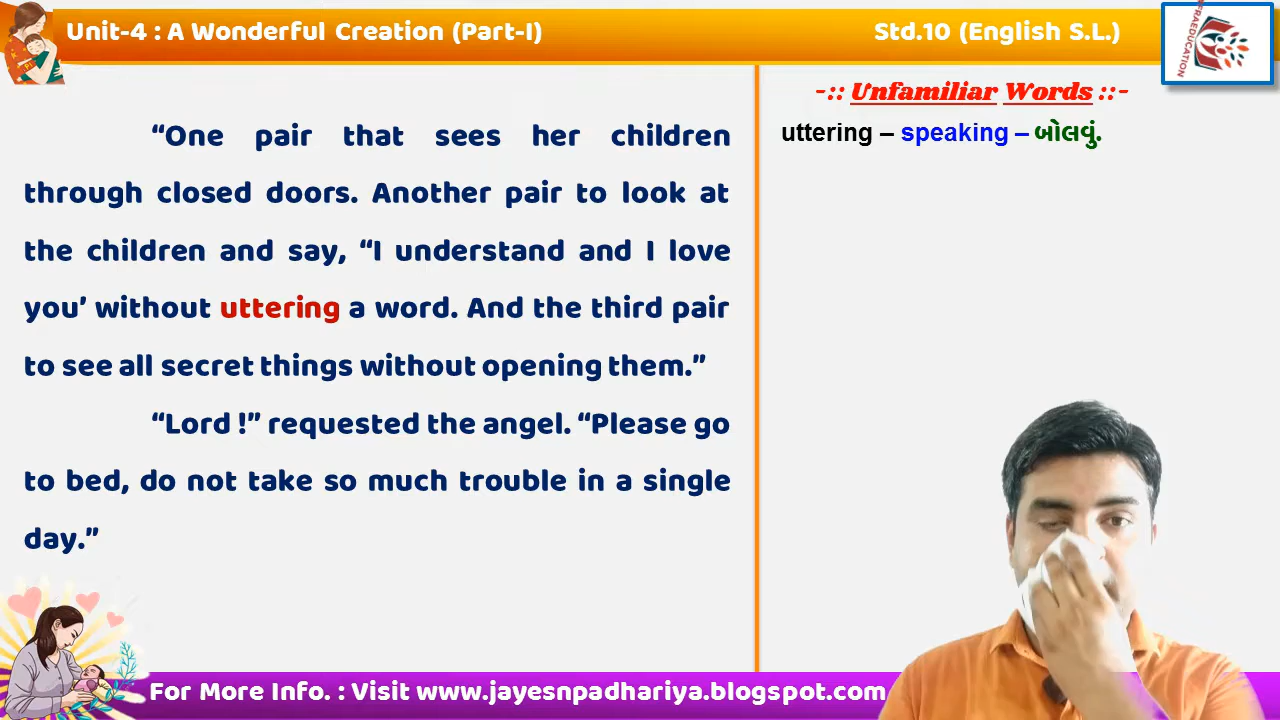 Unit-4 : A Wonderful Creation (Part-I)
Std.10 (English S.L.)
ERAEDUCATION
-:: Unfamiliar Words ::-
uttering – speaking – બોલવું.
“One pair that sees her children
through closed doors. Another pair to look at
the children and say, “I understand and I love
you’ without uttering a word. And the third pair
to see all secret things without opening them.”
“Lord !” requested the angel. “Please go
to bed, do not take so much trouble in a single
day.”
For More Info. : Visit www.jayesnpadhariya.blogspot.com